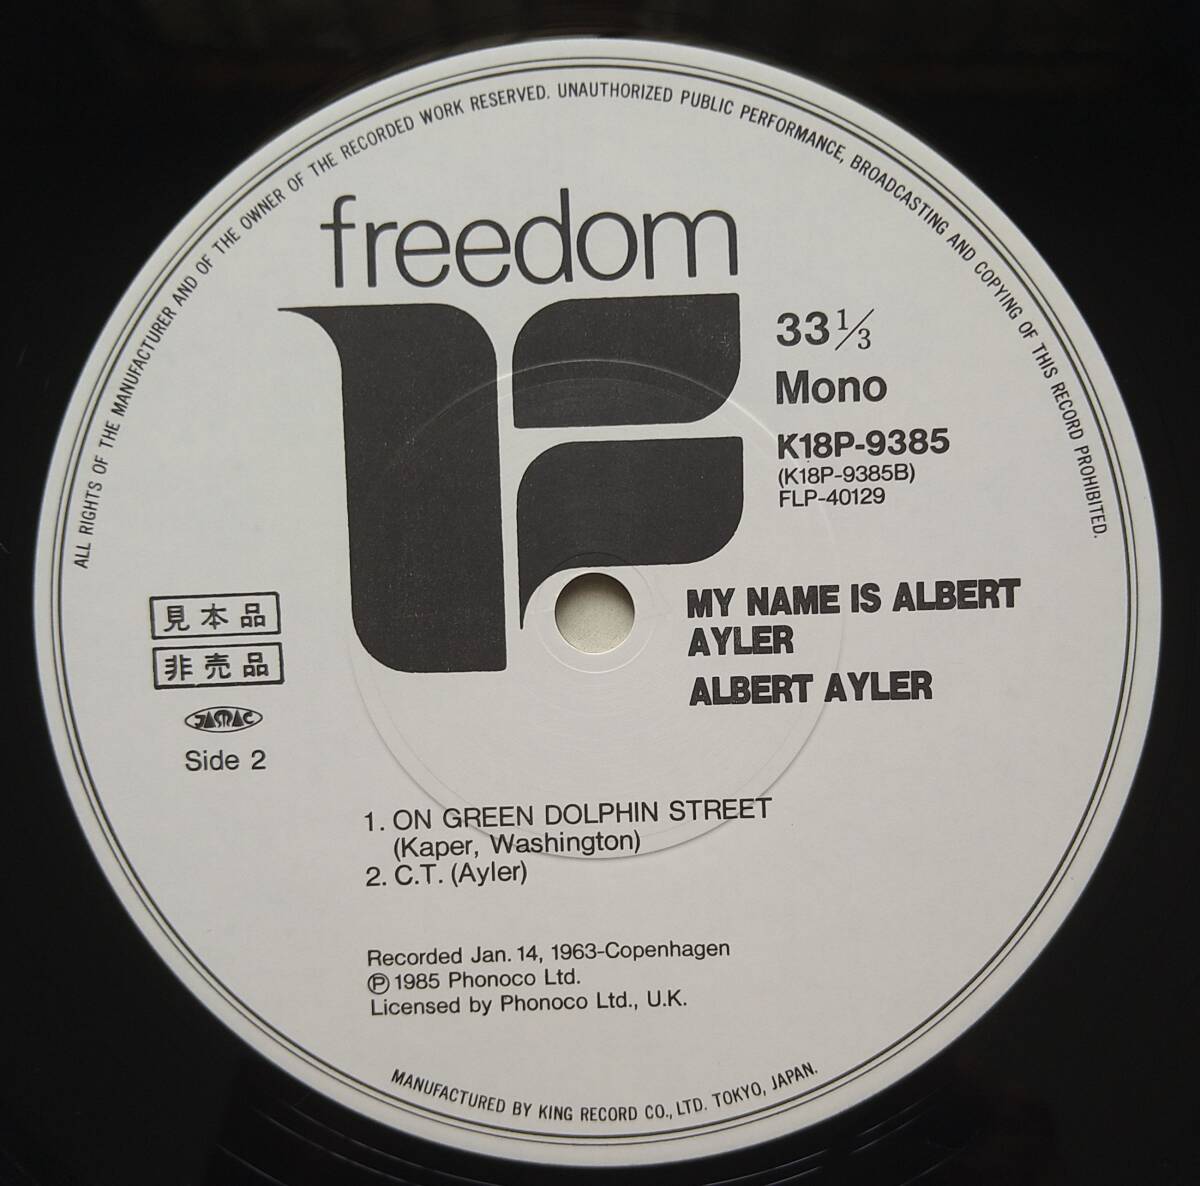 ALL RIGHTS OF THE MANUFACTURER AND OF THE OWNER OF THE RECORDED WORK RESERVED. UNAUTHORIZED PUBLIC PERFORMANCE, BROADCASTING AND COPYING OF THIS RECORD PROHIBITED.
freedom
33 1/3
Mono
K18P-9385
(K18P-9385B)
FLP-40129
MY NAME IS ALBERT
AYLER
ALBERT AYLER
見本品
非売品
JASRAC
Side 2
1. ON GREEN DOLPHIN STREET
(Kaper, Washington)
2. C.T. (Ayler)
Recorded Jan. 14, 1963-Copenhagen
Ⓟ1985 Phonoco Ltd.
Licensed by Phonoco Ltd., U.K.
MANUFACTURED BY KING RECORD CO., LTD. TOKYO, JAPAN.